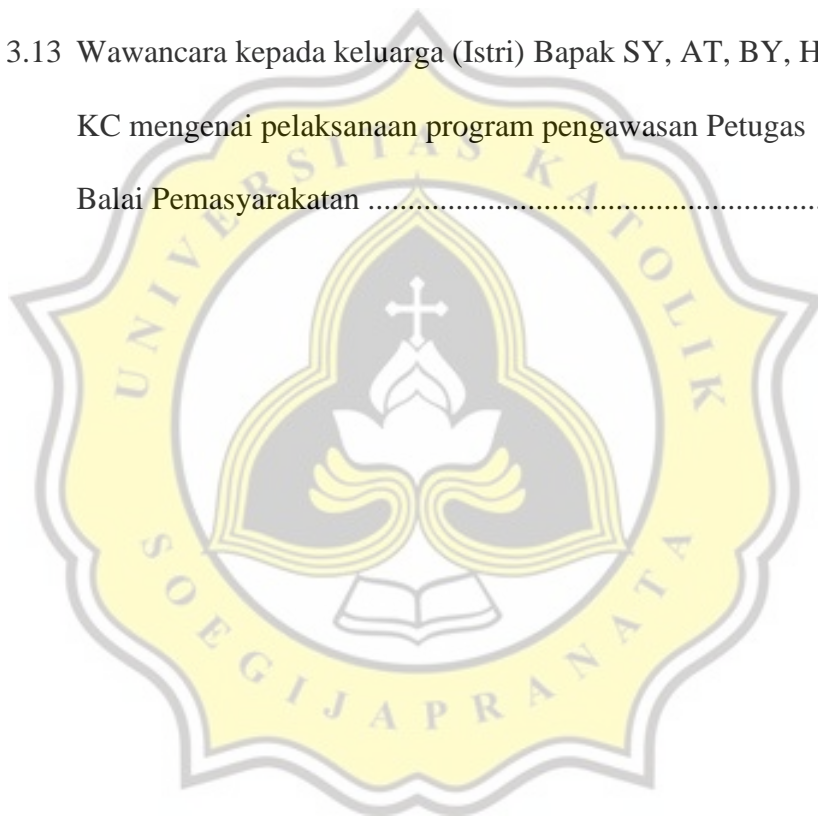 3.13 Wawancara kepada keluarga (Istri) Bapak SY, AT, BY, H
KC mengenai pelaksanaan program pengawasan Petugas
Balai Pemasyarakatan ..........................................................
UNIVERSITAS KATOLIK
SOEGIJAPRANATA